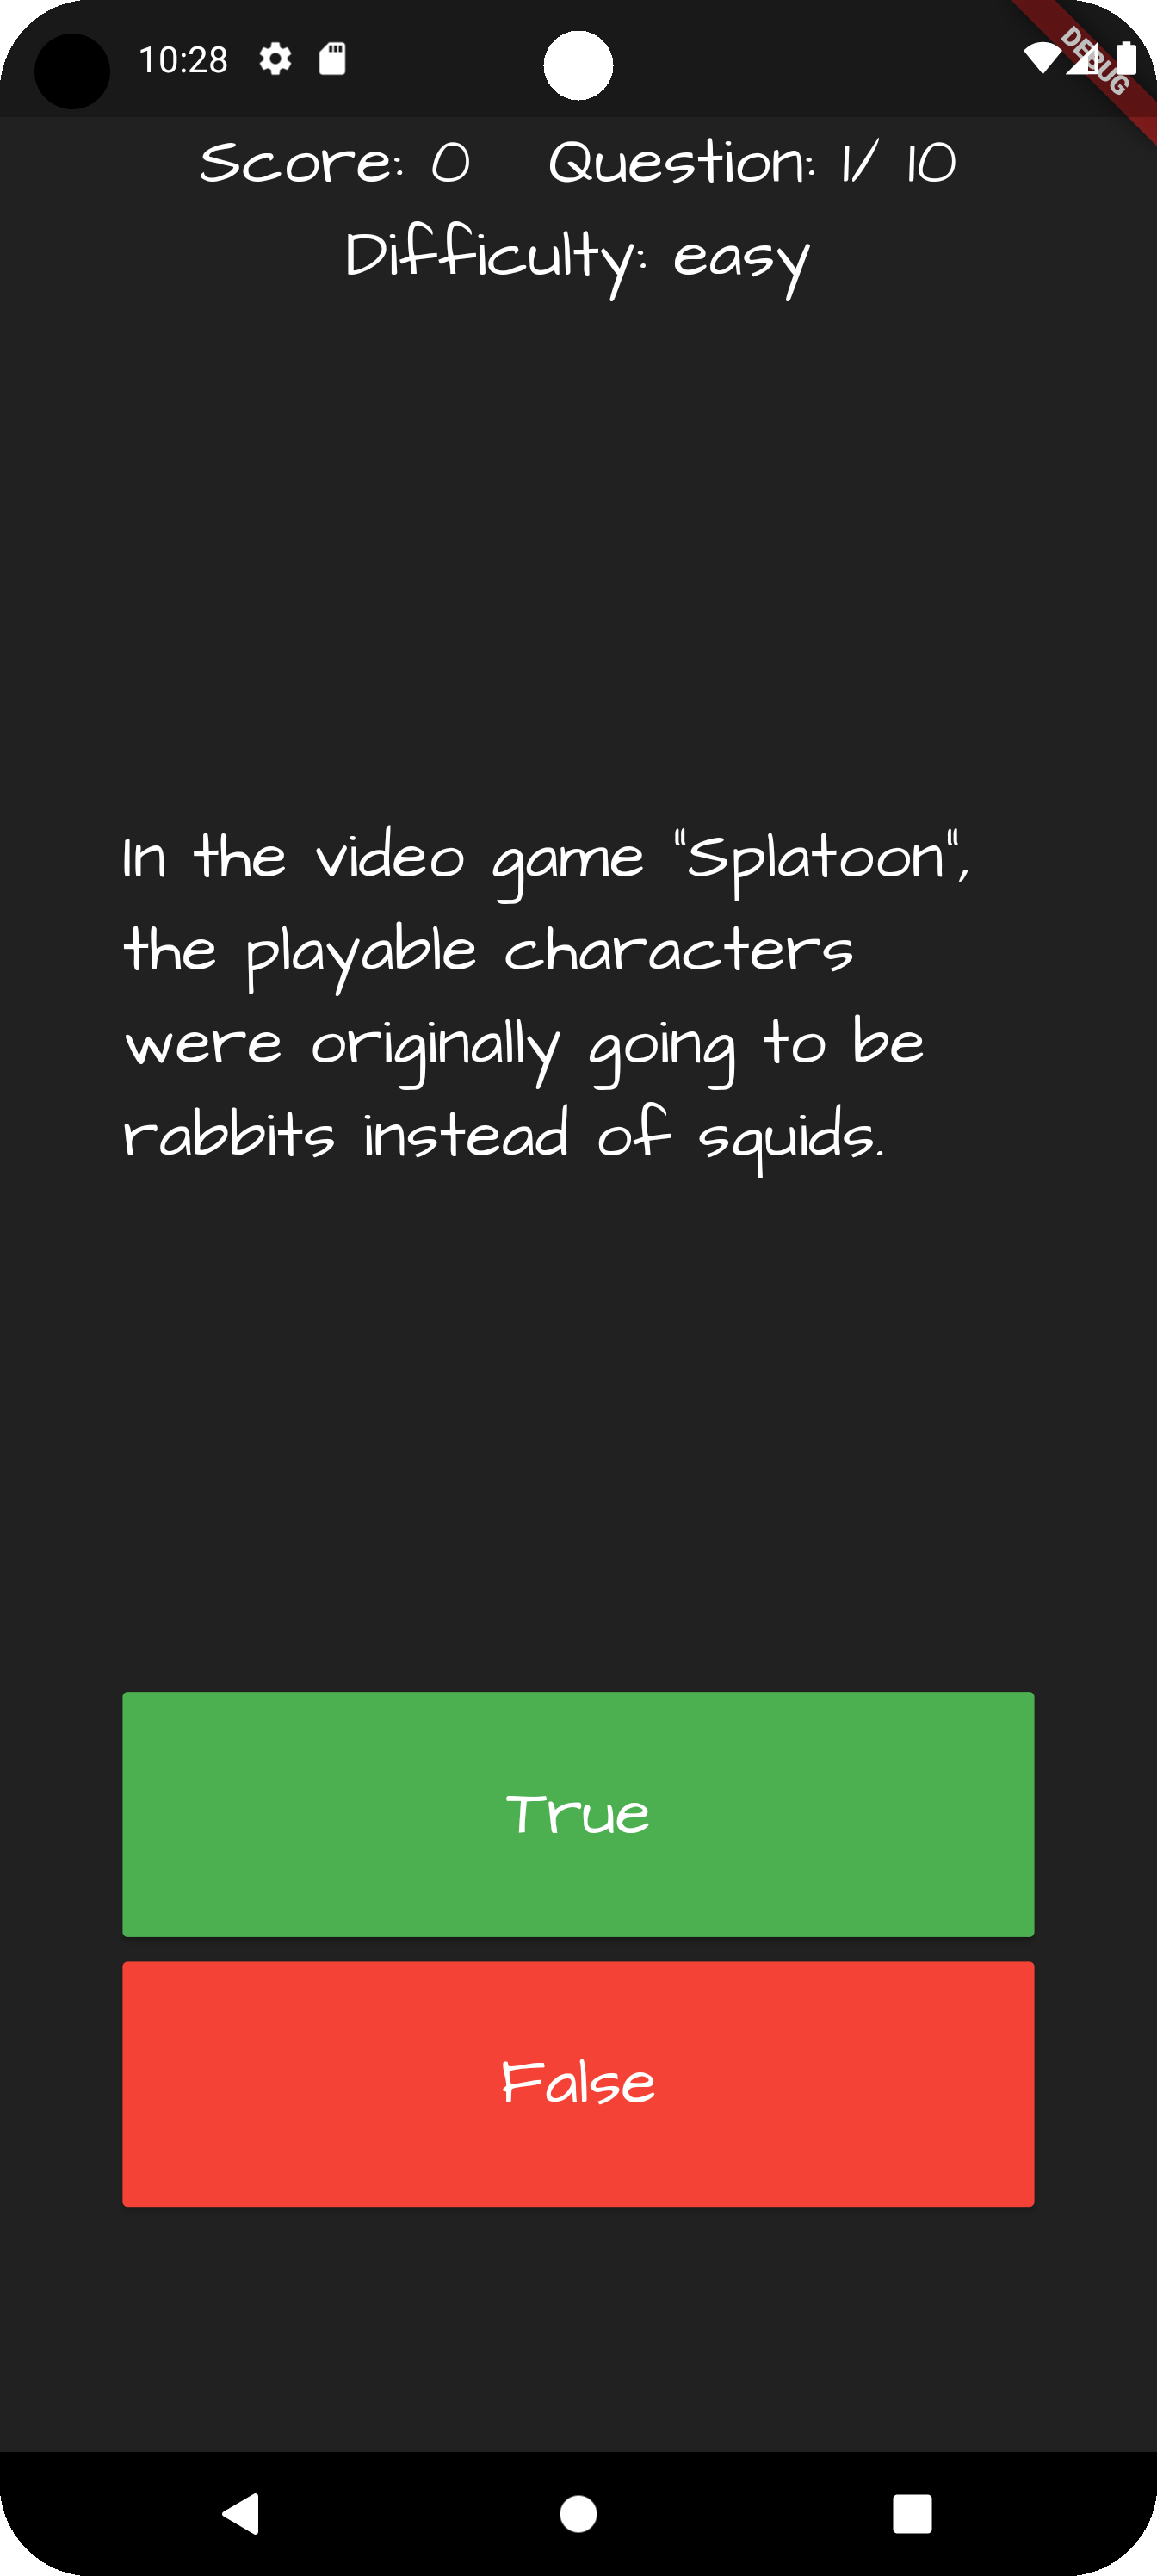 10:28
DEBUG
Score: 0 Question: 1/ 10
Difficulty: easy
In the video game "Splatoon",
the playable characters
were originally going to be
rabbits instead of squids.
True
False